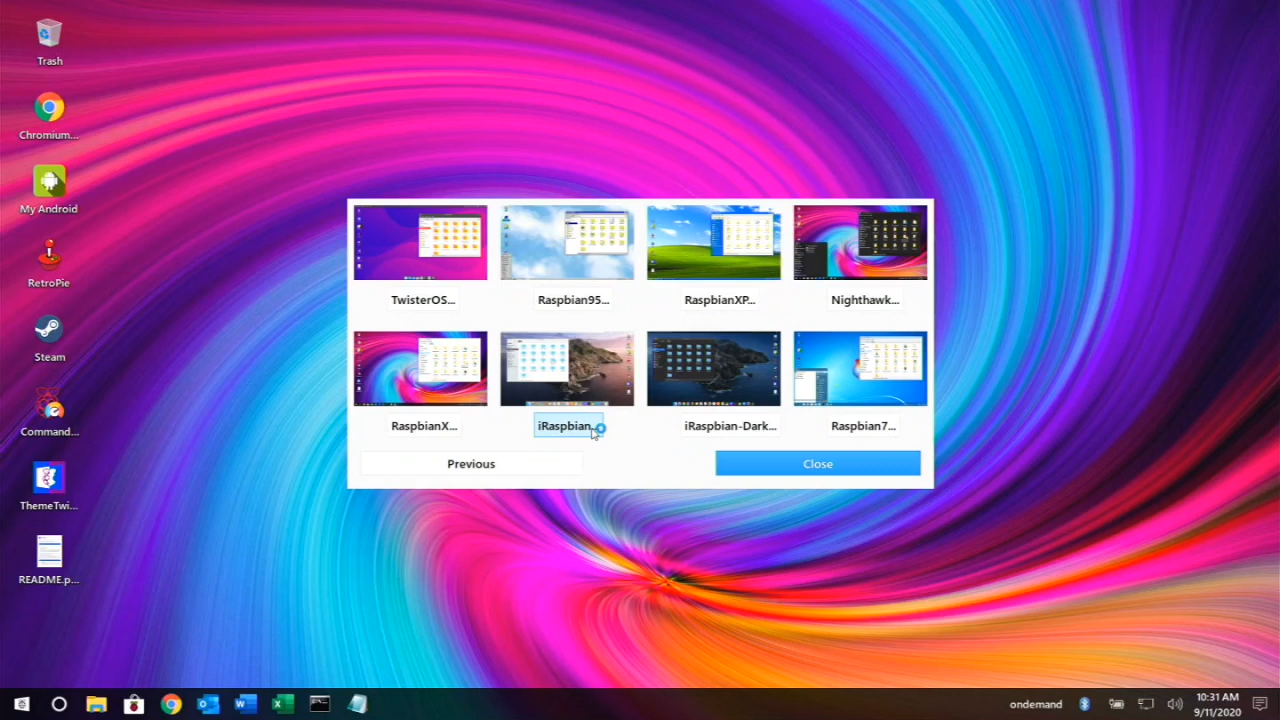 Trash
Chromium...
My Android
RetroPie
Steam
Command...
ThemeTwi...
README.p...
TwisterOS...
Raspbian95...
RaspbianXP...
Nighthawk...
RaspbianX...
iRaspbian...
iRaspbian-Dark...
Raspbian7...
Previous
Close
ondemand
10:31 AM
9/11/2020